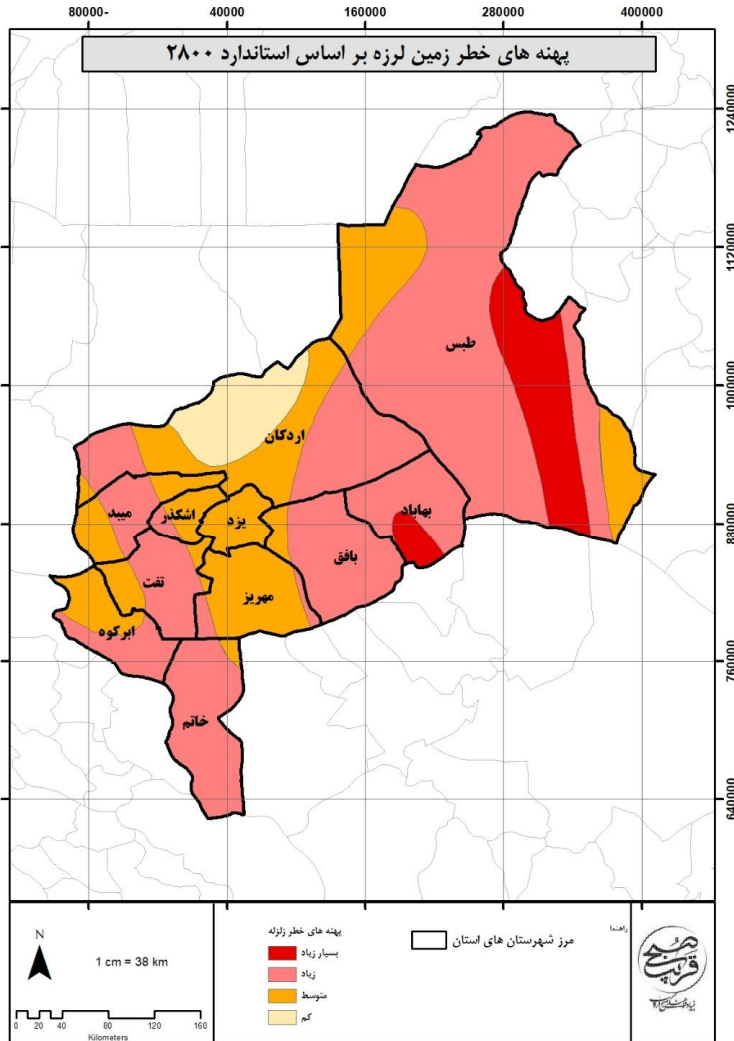 پهنه های خطر زمین لرزه بر اساس استاندارد ۲۸۰۰
80000-
40000
160000
280000
400000
1240000
1120000
1000000
880000
760000
640000
طبس
اردکان
بهاباد
میبد
اشکذر
یزد
بافق
تفت
مهریز
ابرکوه
خاتم
N
1 cm = 38 km
0 20 40 80 120 160
Kilometers
پهنه های خطر زلزله
بسیار زیاد
زیاد
متوسط
کم
راهنما
مرز شهرستان های استان
صبح قریب